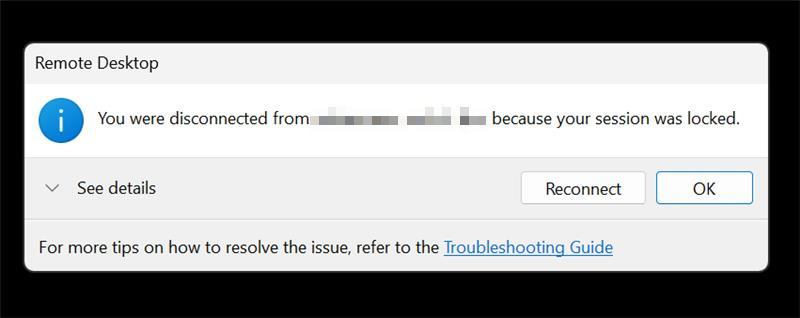 Remote Desktop
You were disconnected from because your session was locked.
See details
Reconnect
OK
For more tips on how to resolve the issue, refer to the Troubleshooting Guide